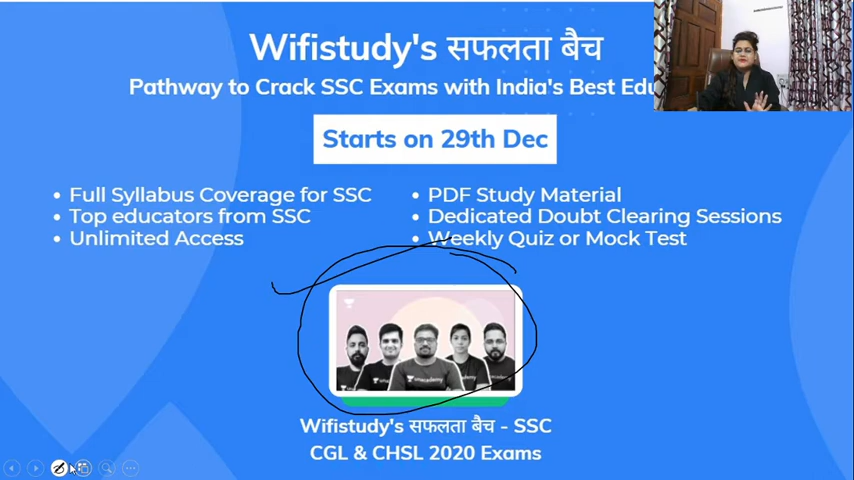 Wifistudy's सफलता बैच
Pathway to Crack SSC Exams with India's Best
Starts on 29th Dec
• Full Syllabus Coverage for SSC
• Top educators from SSC
• Unlimited Access
• PDF Study Material
• Dedicated Doubt Clearing Sessions
• Weekly Quiz or Mock Test
Wifistudy's सफलता बैच - SSC
CGL & CHSL 2020 Exams